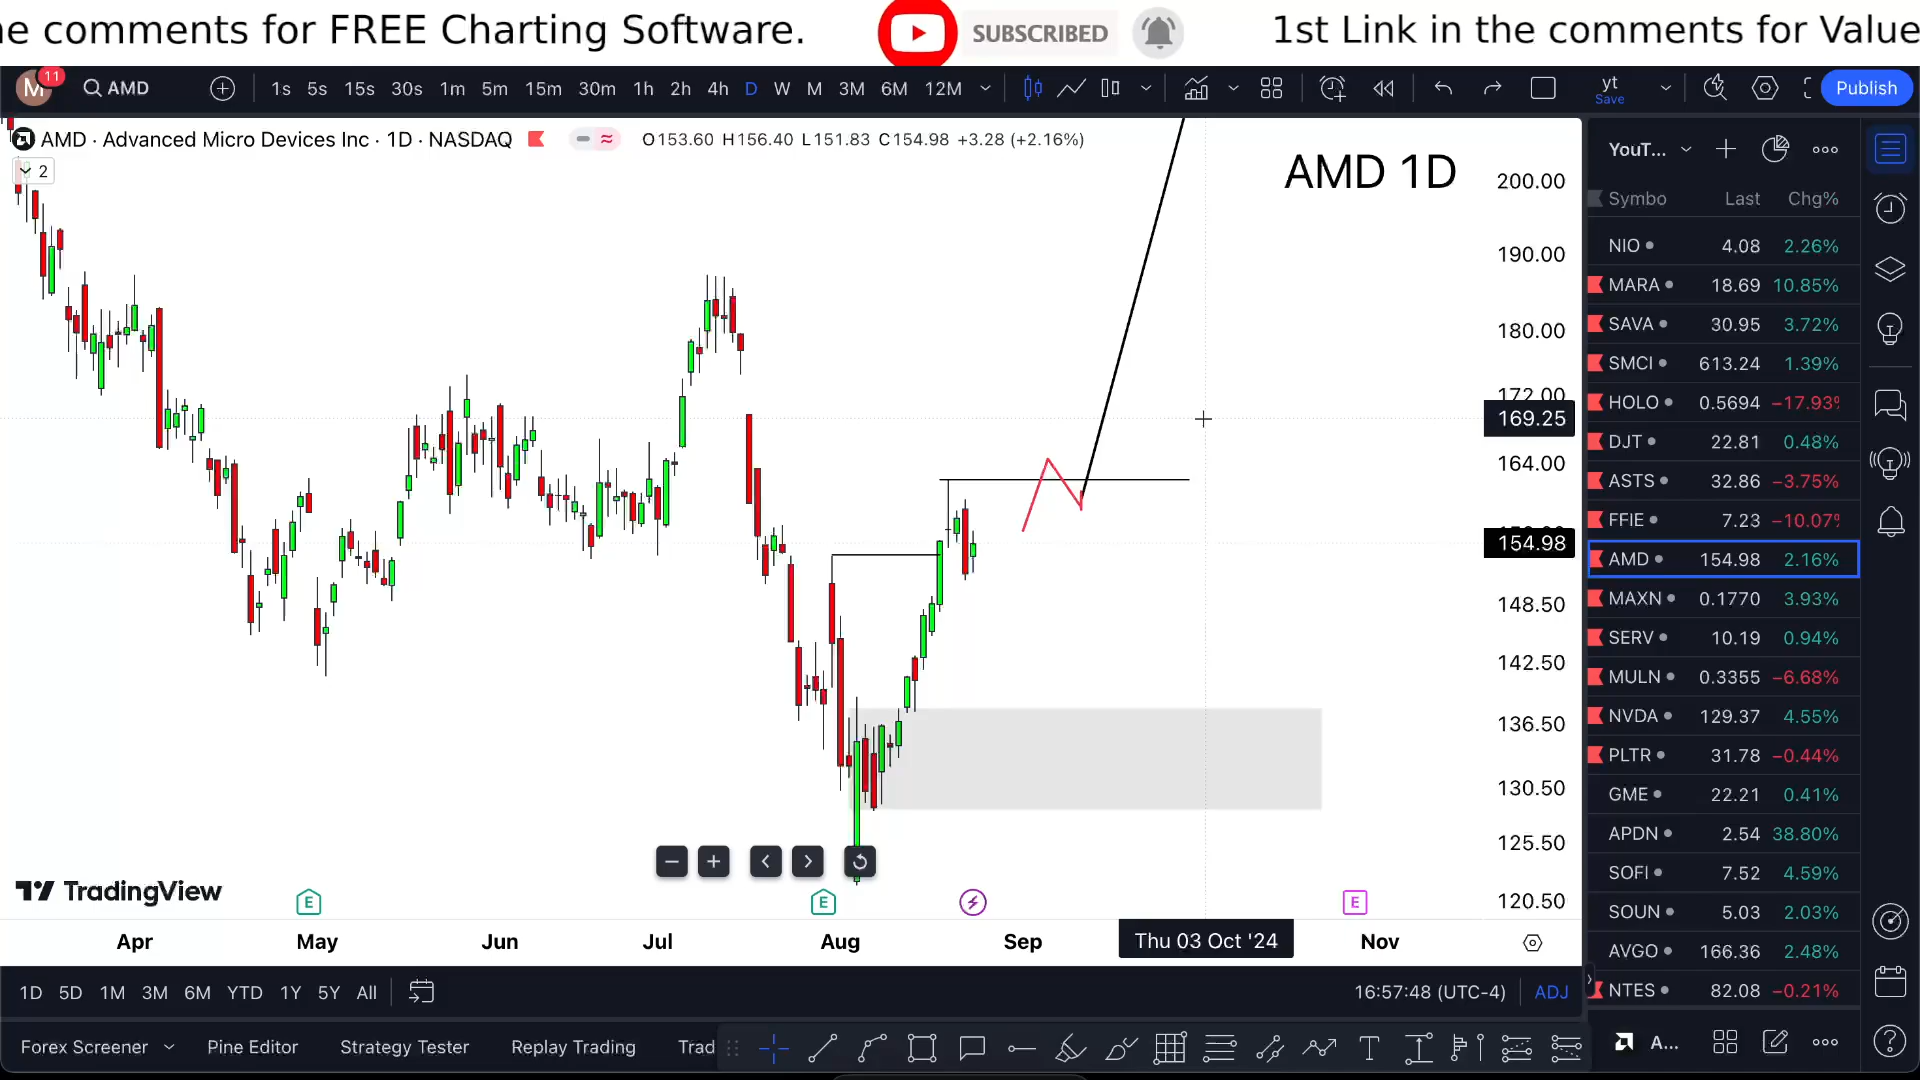 e comments for FREE Charting Software.
SUBSCRIBED
1st Link in the comments for Value
M
11
AMD
1s 5s 15s 30s 1m 5m 15m 30m 1h 2h 4h D W M 3M 6M 12M
yt
Save
Publish
AMD · Advanced Micro Devices Inc · 1D · NASDAQ
O153.60 H156.40 L151.83 C154.98 +3.28 (+2.16%)
2
AMD 1D
200.00
190.00
180.00
172.00
169.25
164.00
154.98
148.50
142.50
136.50
130.50
125.50
120.50
YouT...
Symbo Last Chg%
NIO 4.08 2.26%
MARA 18.69 10.85%
SAVA 30.95 3.72%
SMCI 613.24 1.39%
HOLO 0.5694 −17.93%
DJT 22.81 0.48%
ASTS 32.86 −3.75%
FFIE 7.23 −10.07%
AMD 154.98 2.16%
MAXN 0.1770 3.93%
SERV 10.19 0.94%
MULN 0.3355 −6.68%
NVDA 129.37 4.55%
PLTR 31.78 −0.44%
GME 22.21 0.41%
APDN 2.54 38.80%
SOFI 7.52 4.59%
SOUN 5.03 2.03%
AVGO 166.36 2.48%
NTES 82.08 −0.21%
TradingView
E E E
Apr May Jun Jul Aug Sep Thu 03 Oct '24 Nov
1D 5D 1M 3M 6M YTD 1Y 5Y All
16:57:48 (UTC-4) ADJ
Forex Screener Pine Editor Strategy Tester Replay Trading Trad
A...